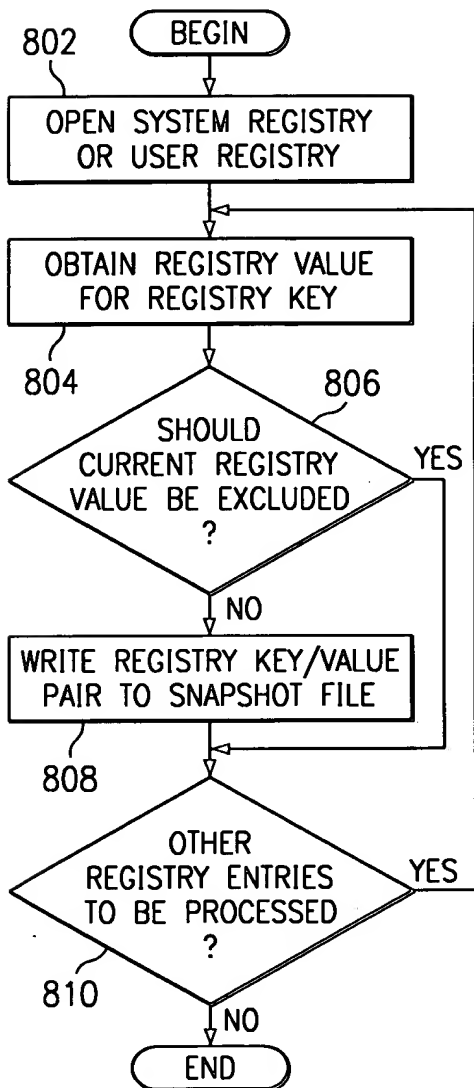 BEGIN
802
OPEN SYSTEM REGISTRY
OR USER REGISTRY
OBTAIN REGISTRY VALUE
FOR REGISTRY KEY
804
806
SHOULD
CURRENT REGISTRY
VALUE BE EXCLUDED
?
YES
NO
WRITE REGISTRY KEY/VALUE
PAIR TO SNAPSHOT FILE
808
OTHER
REGISTRY ENTRIES
TO BE PROCESSED
?
YES
810
NO
END